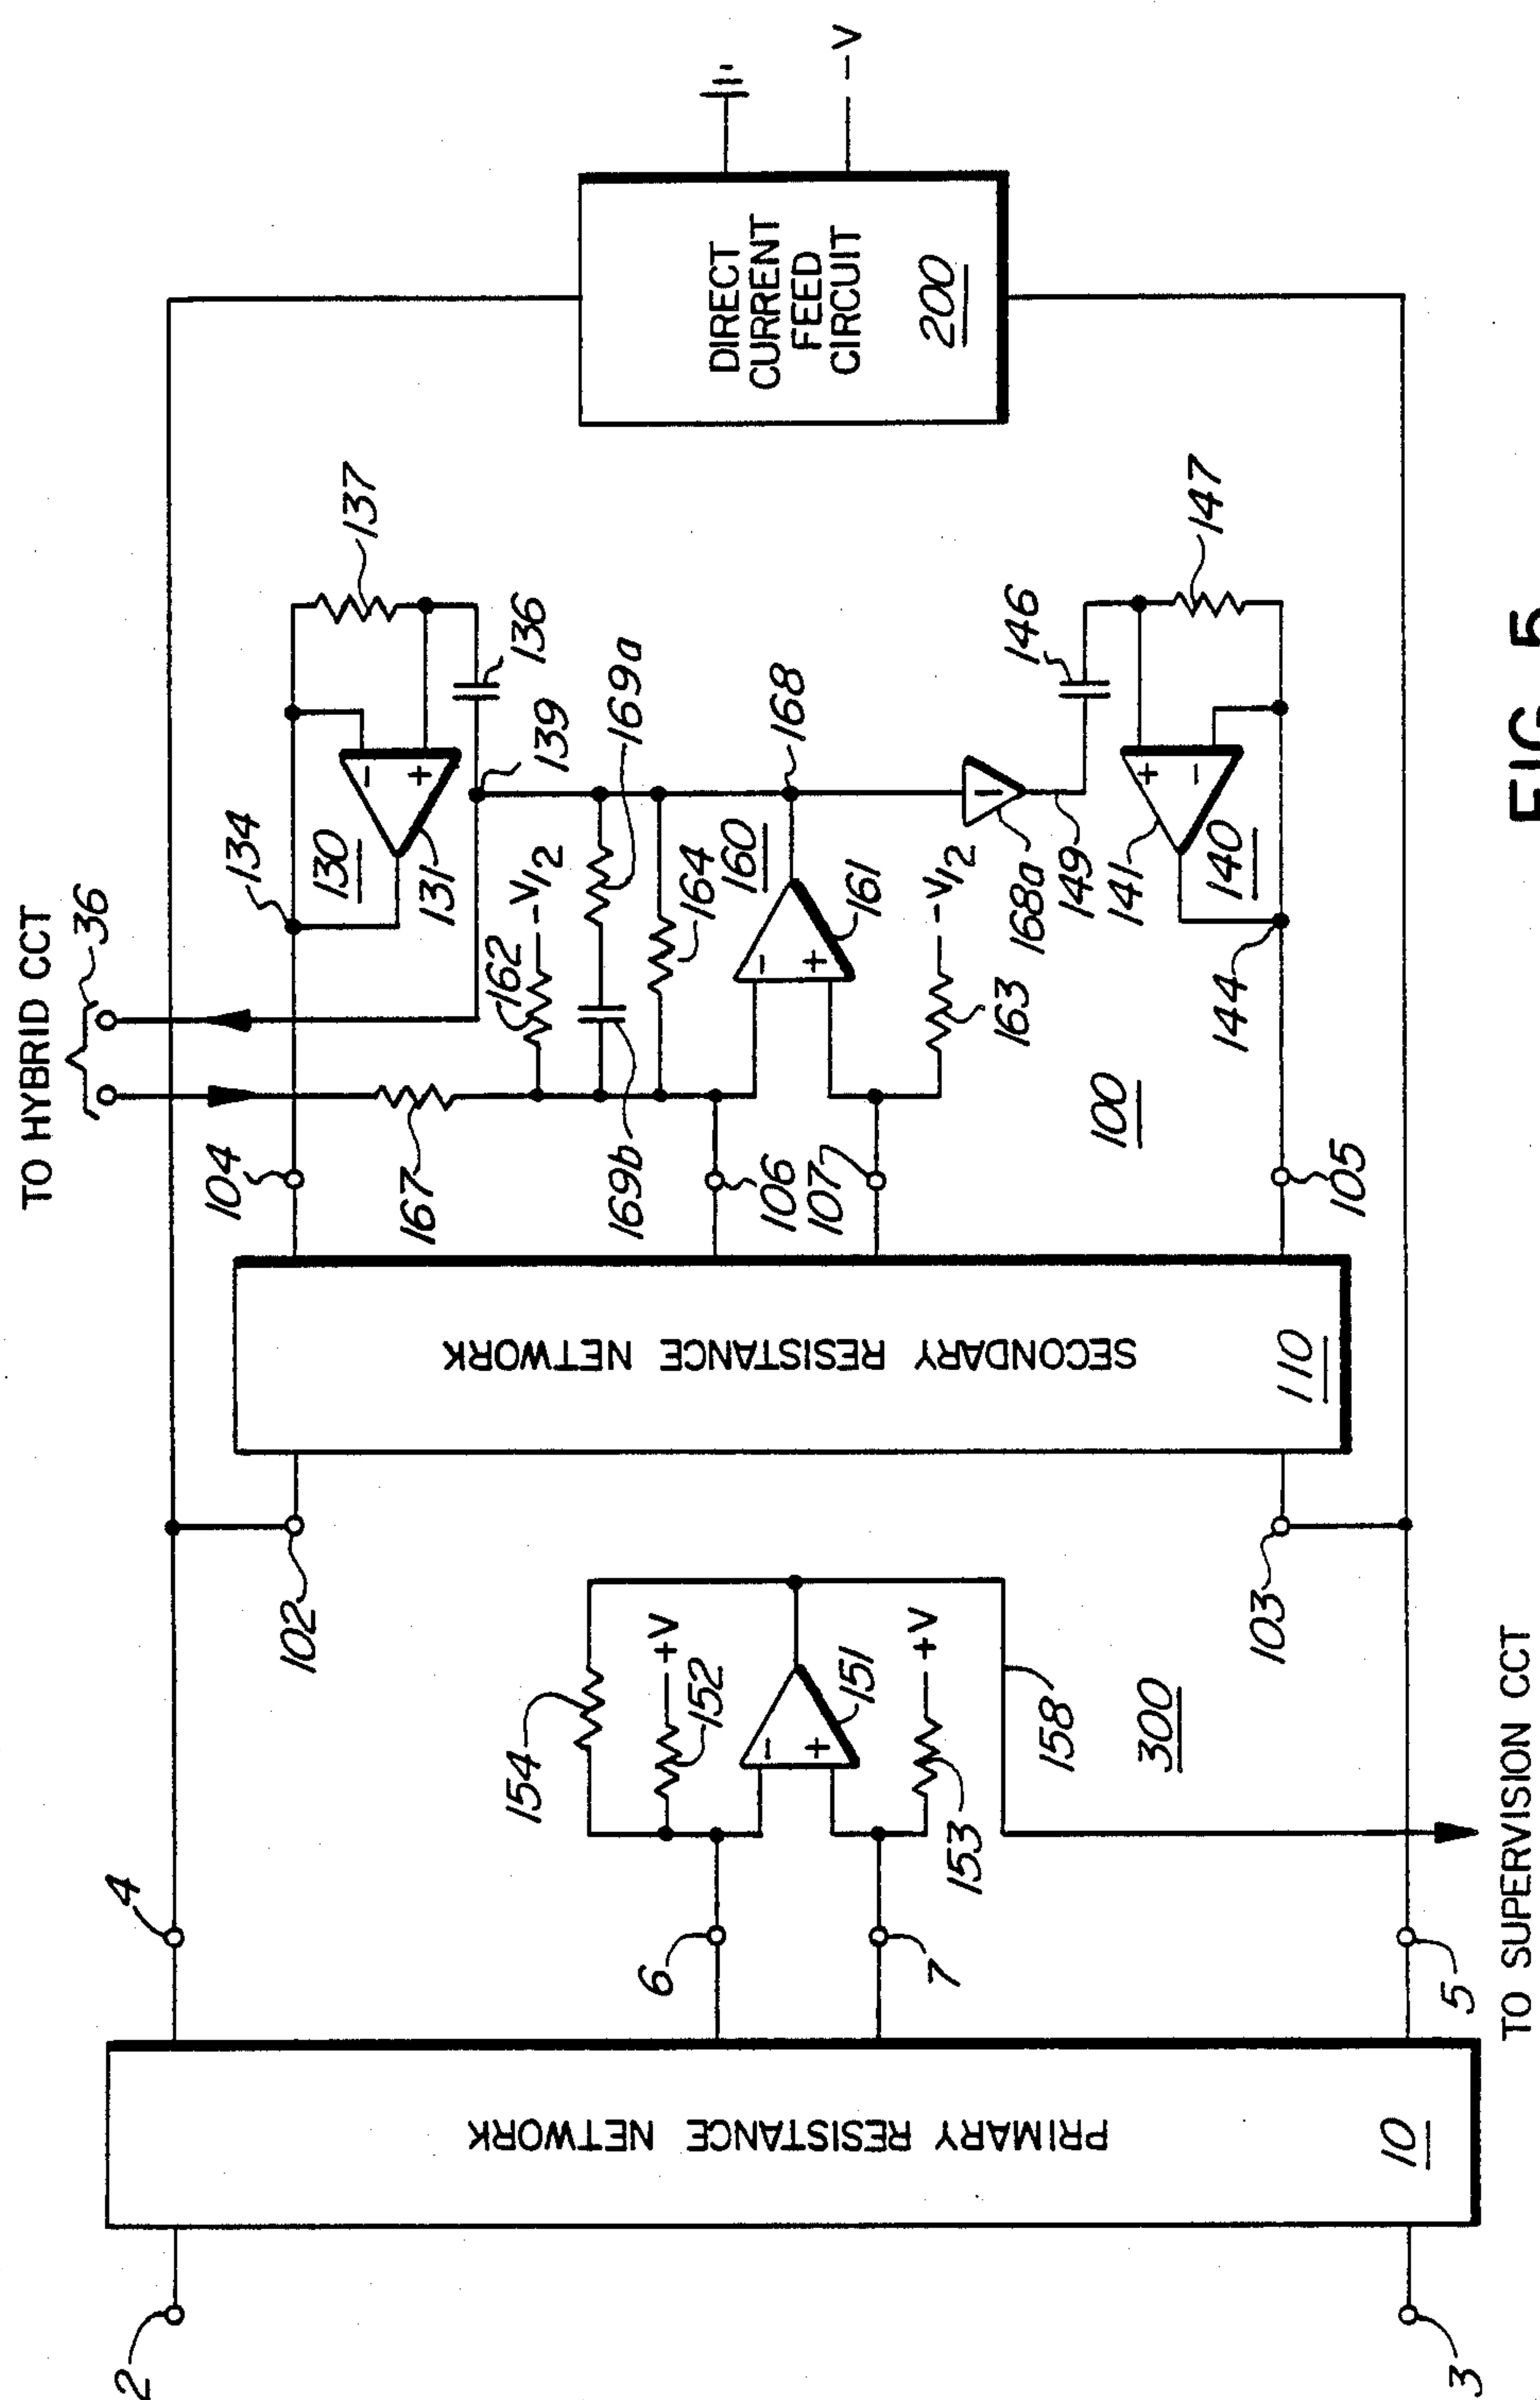 TO HYBRID CCT
36
134
137
130
131
136
139
104
167
162
-V/2
169a
169b
164
160
168
161
106
107
163
-V/2
168a
149
146
147
141
140
144
100
105
DIRECT
CURRENT
FEED
CIRCUIT
200
-V
SECONDARY RESISTANCE NETWORK
110
102
103
154
+V
152
151
+V
153
158
300
4
6
7
5
TO SUPERVISION CCT
PRIMARY RESISTANCE NETWORK
10
2
3
FIG. 5